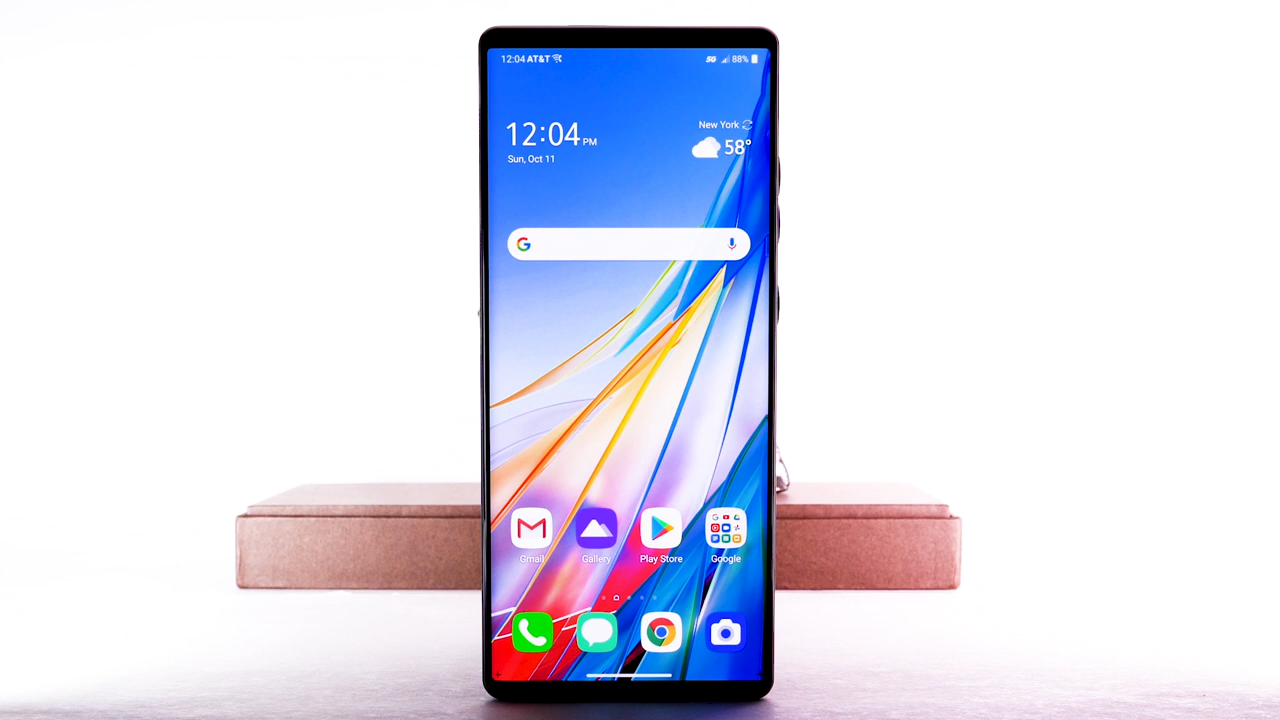 12:04 AT&T 5G 88%
12:04 PM
Sun, Oct 11
New York
58°
G
Gmail
Gallery
Play Store
Google